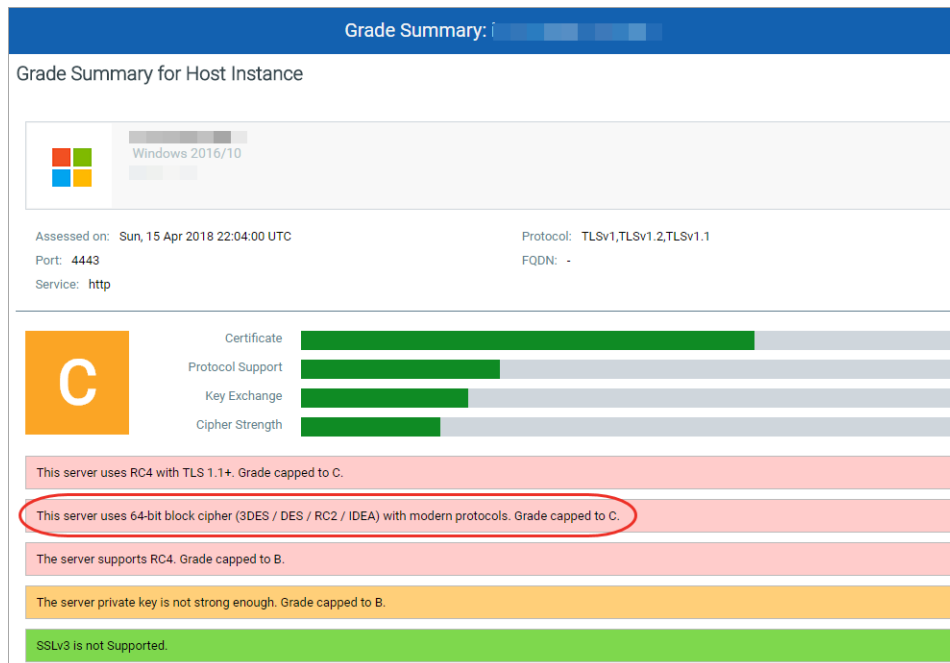 Grade Summary:
Grade Summary for Host Instance
Windows 2016/10
Assessed on: Sun, 15 Apr 2018 22:04:00 UTC
Protocol: TLSv1,TLSv1.2,TLSv1.1
Port: 4443
FQDN: -
Service: http
C
Certificate
Protocol Support
Key Exchange
Cipher Strength
This server uses RC4 with TLS 1.1+. Grade capped to C.
This server uses 64-bit block cipher (3DES / DES / RC2 / IDEA) with modern protocols. Grade capped to C.
The server supports RC4. Grade capped to B.
The server private key is not strong enough. Grade capped to B.
SSLv3 is not Supported.